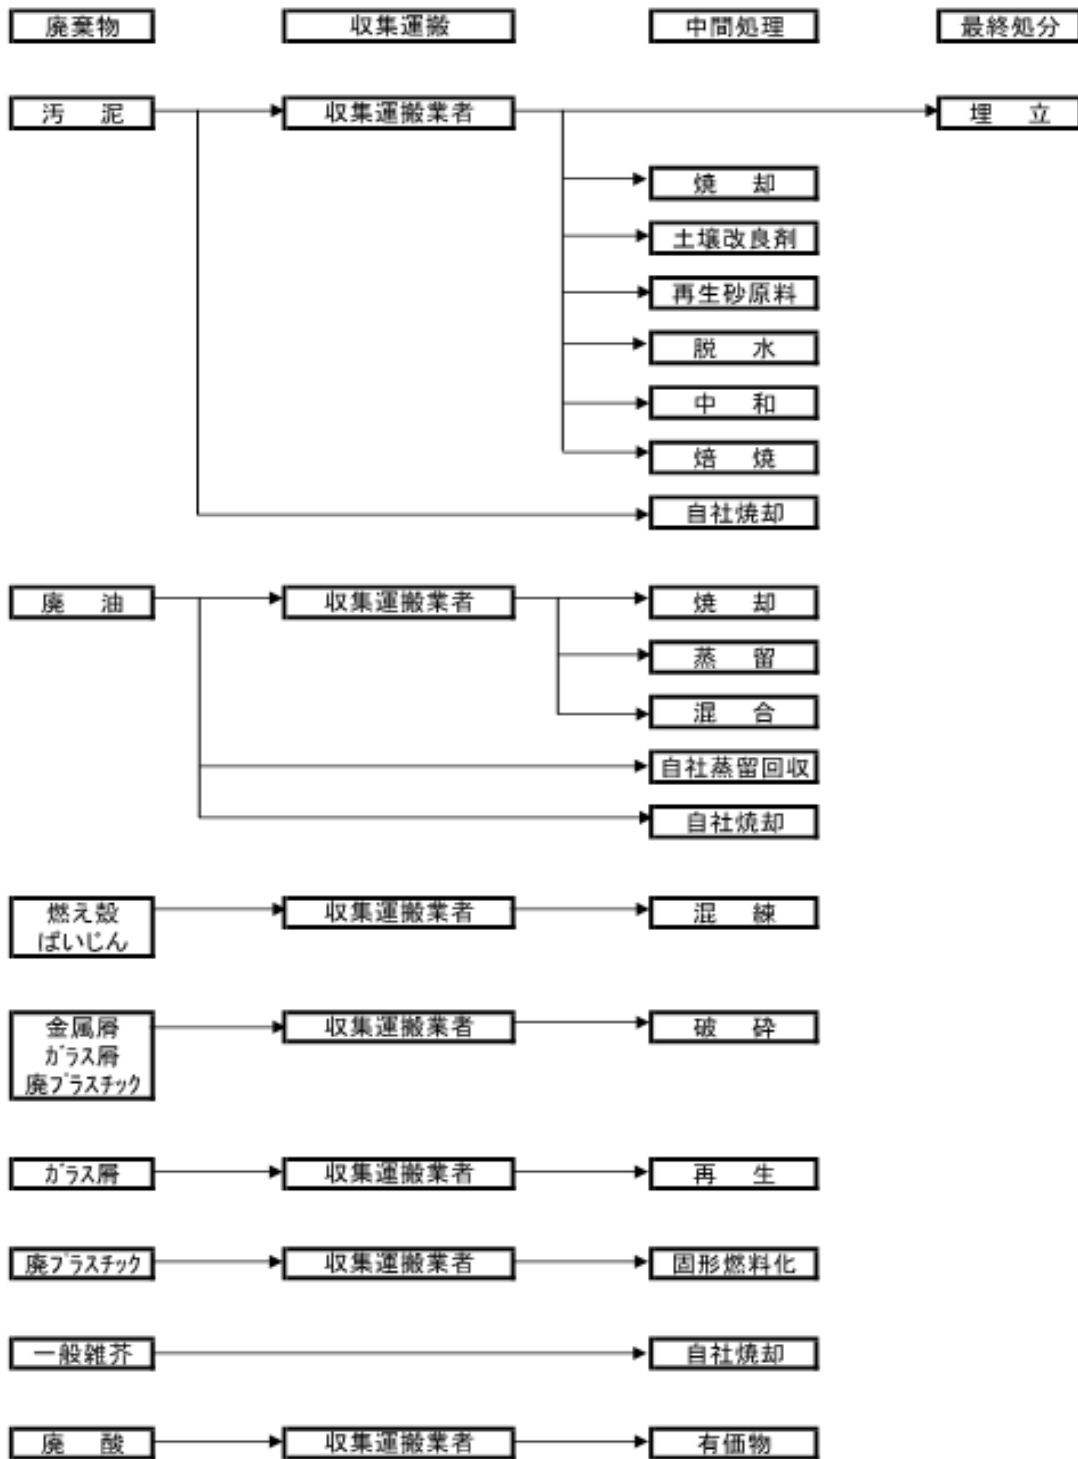 廃棄物 収集運搬 中間処理 最終処分
汚 泥 収集運搬業者 埋 立
焼 却
土壌改良剤
再生砂原料
脱 水
中 和
焙 焼
自社焼却
廃 油 収集運搬業者 焼 却
蒸 留
混 合
自社蒸留回収
自社焼却
燃え殻 収集運搬業者 混 練
ばいじん
金属屑 収集運搬業者 破 砕
ガラス屑
廃プラスチック
ガラス屑 収集運搬業者 再 生
廃プラスチック 収集運搬業者 固形燃料化
一般雑芥 自社焼却
廃 酸 収集運搬業者 有価物